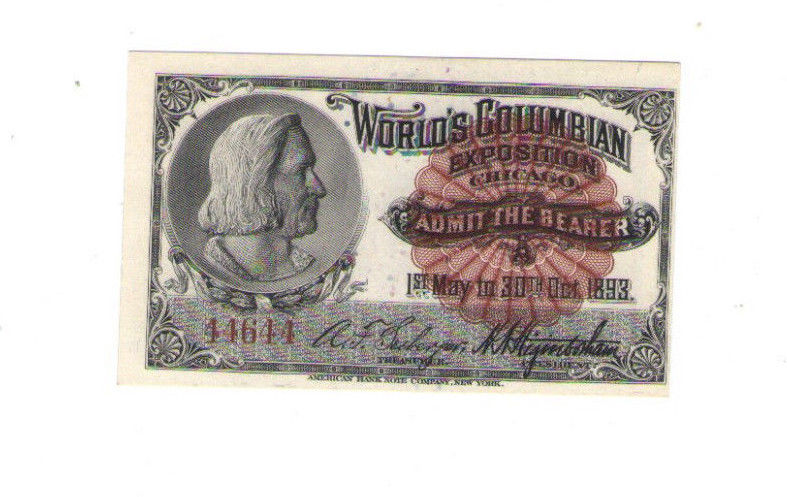 WORLD'S COLUMBIAN
EXPOSITION
CHICAGO
ADMIT THE BEARER
1ST May to 30TH Oct. 1893.
44644
TREASURER.
PRESIDENT.
AMERICAN BANK NOTE COMPANY, NEW YORK.